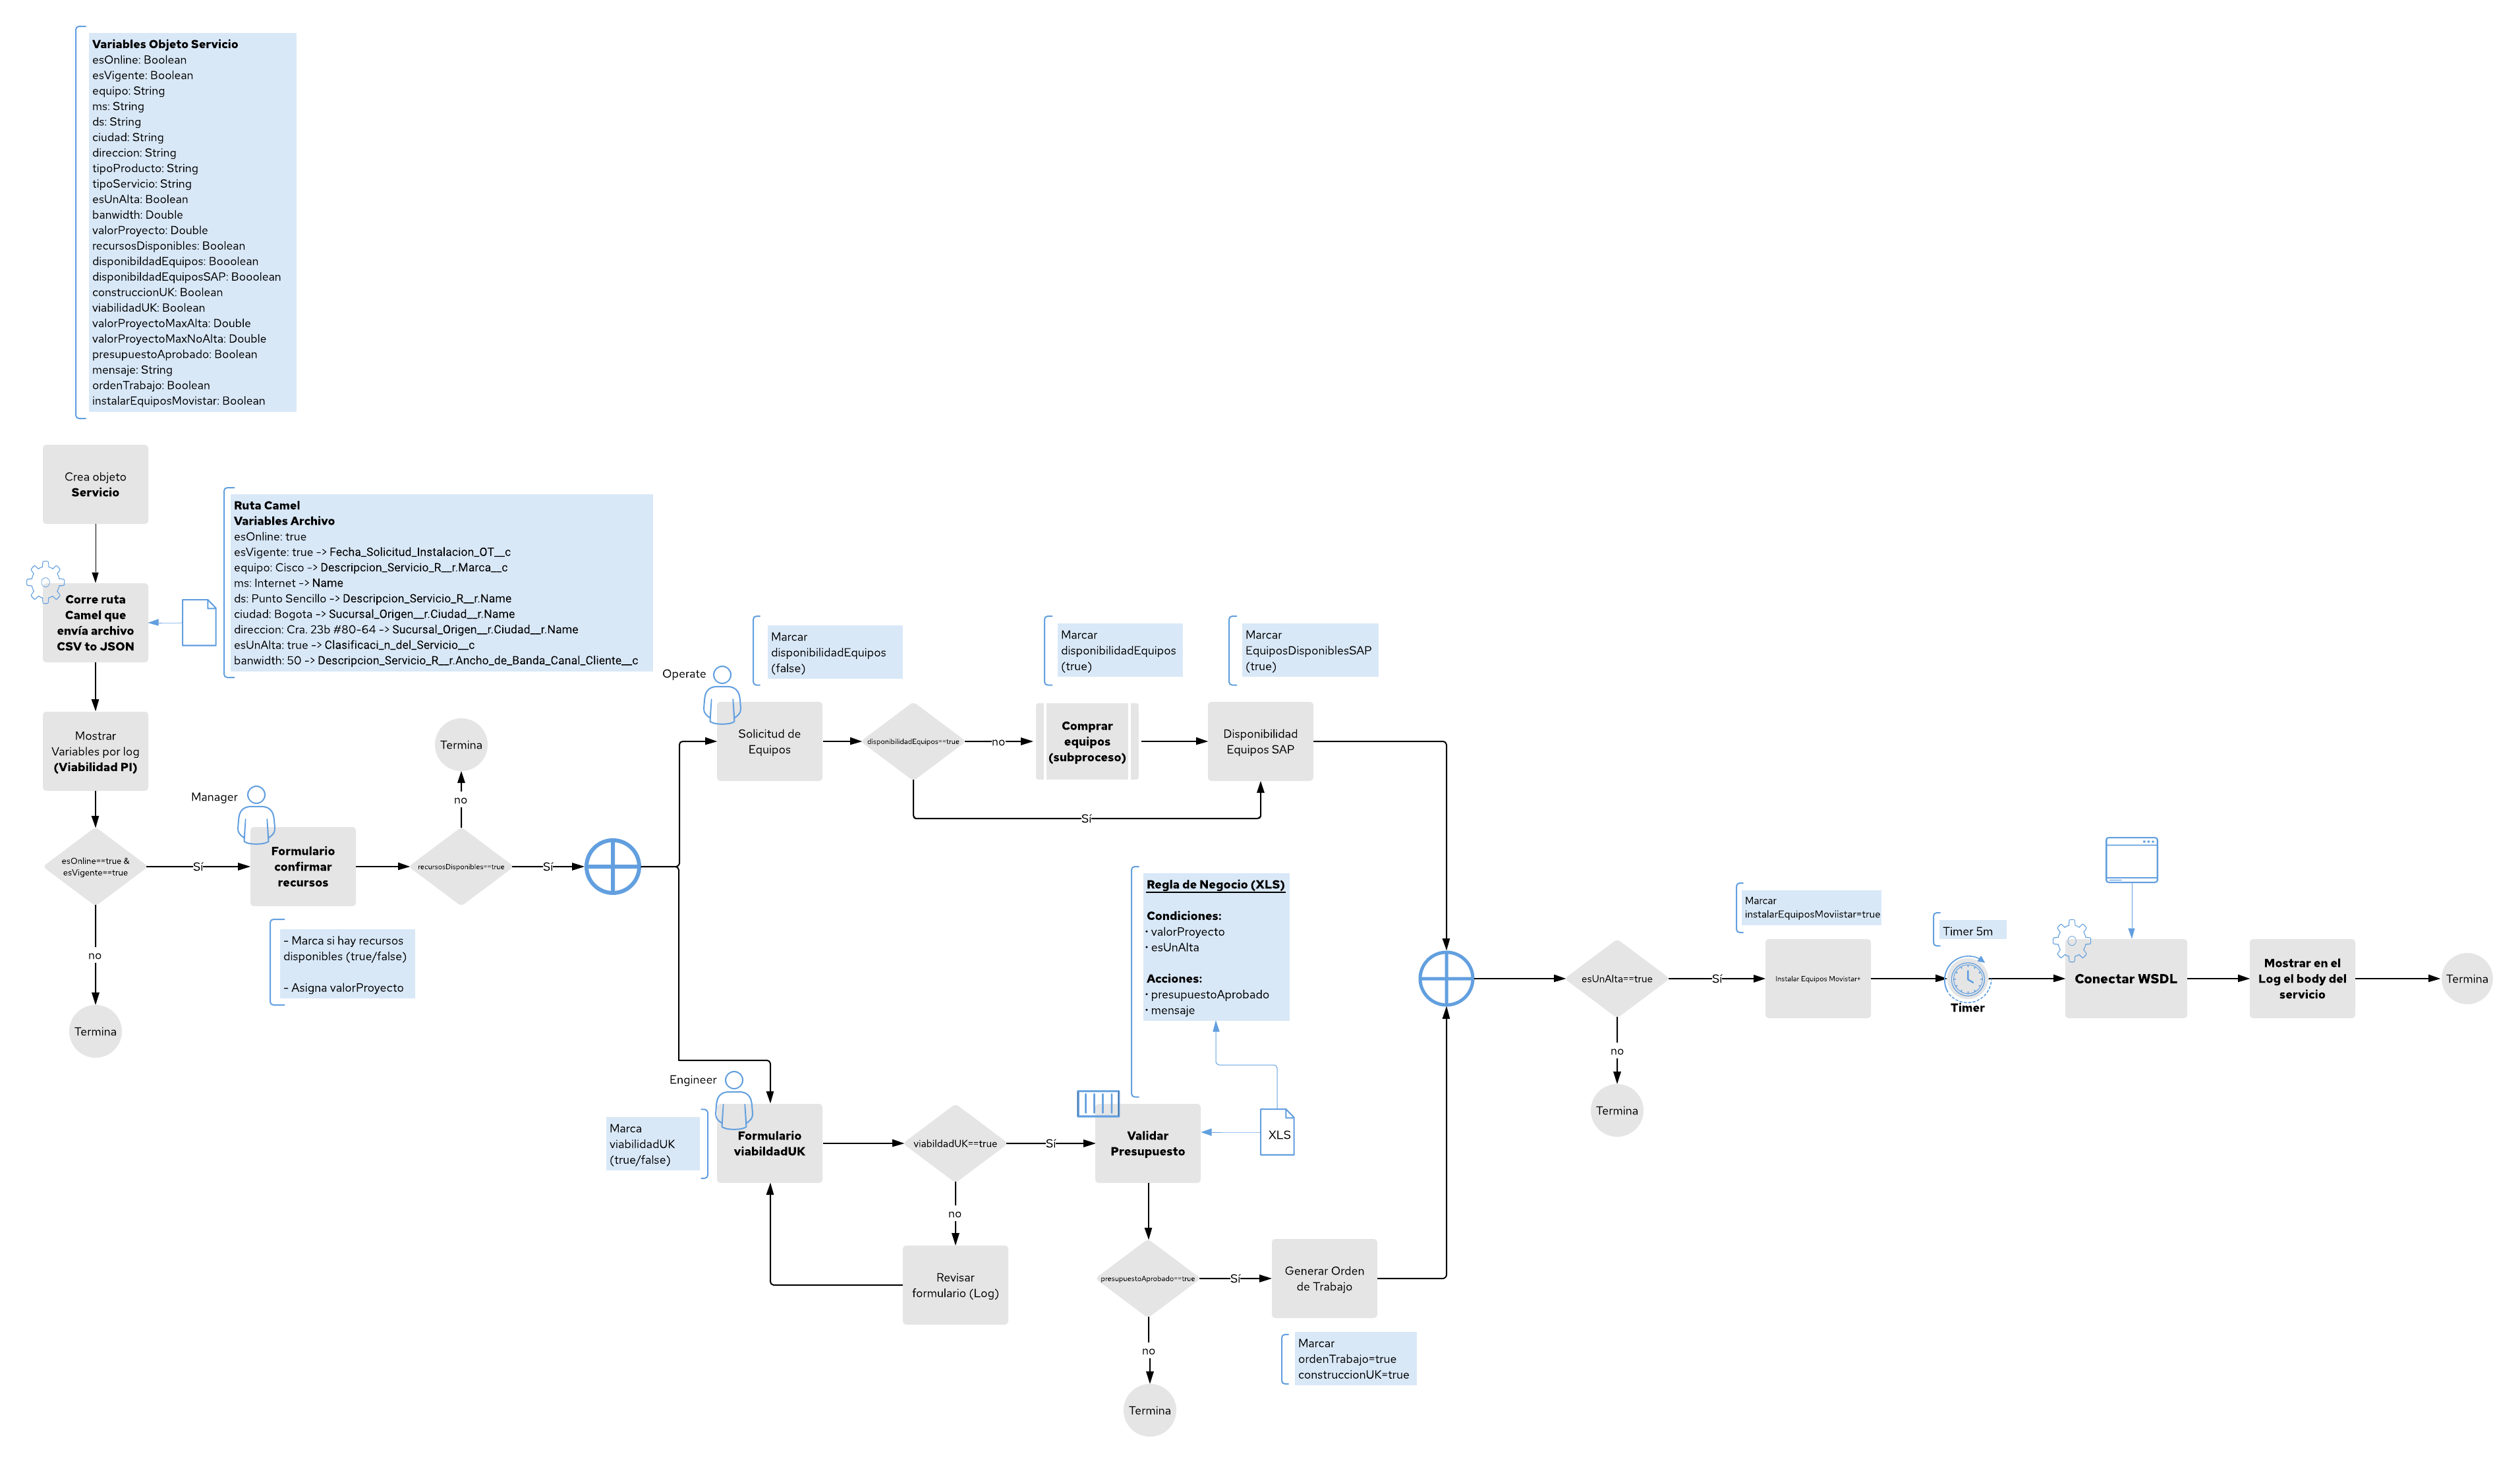 Variables Objeto Servicio
esOnline: Boolean
esVigente: Boolean
equipo: String
ms: String
ds: String
ciudad: String
direccion: String
tipoProducto: String
tipoServicio: String
esUnAlta: Boolean
banwidth: Double
valorProyecto: Double
recursosDisponibles: Boolean
disponibildadEquipos: Booolean
disponibildadEquiposSAP: Booolean
construccionUK: Boolean
viabilidadUK: Boolean
valorProyectoMaxAlta: Double
valorProyectoMaxNoAlta: Double
presupuestoAprobado: Boolean
mensaje: String
ordenTrabajo: Boolean
instalarEquiposMovistar: Boolean
Crea objeto
Servicio
Ruta Camel
Variables Archivo
esOnline: true
esVigente: true -> Fecha_Solicitud_Instalacion_OT__c
equipo: Cisco -> Descripcion_Servicio_R__r.Marca__c
ms: Internet -> Name
ds: Punto Sencillo -> Descripcion_Servicio_R__r.Name
ciudad: Bogota -> Sucursal_Origen__r.Ciudad__r.Name
direccion: Cra. 23b #80-64 -> Sucursal_Origen__r.Ciudad__r.Name
esUnAlta: true -> Clasificaci_n_del_Servicio__c
banwidth: 50 -> Descripcion_Servicio_R__r.Ancho_de_Banda_Canal_Cliente__c
Corre ruta
Camel que
envía archivo
CSV to JSON
Mostrar
Variables por log
(Viabilidad PI)
esOnline==true &
esVigente==true
Sí
no
Termina
Manager
Formulario
confirmar
recursos
- Marca si hay recursos
disponibles (true/false)
- Asigna valorProyecto
recursosDisponibles==true
no
Termina
Sí
Operate
Marcar
disponibilidadEquipos
(false)
Solicitud de
Equipos
disponibilidadEquipos==true
no
Sí
Marcar
disponibilidadEquipos
(true)
Comprar
equipos
(subproceso)
Marcar
EquiposDisponiblesSAP
(true)
Disponibilidad
Equipos SAP
Engineer
Marca
viabilidadUK
(true/false)
Formulario
viabildadUK
viabildadUK==true
Sí
no
Revisar
formulario (Log)
Regla de Negocio (XLS)
Condiciones:
• valorProyecto
• esUnAlta
Acciones:
• presupuestoAprobado
• mensaje
Validar
Presupuesto
XLS
presupuestoAprobado==true
Sí
no
Termina
Generar Orden
de Trabajo
Marcar
ordenTrabajo=true
construccionUK=true
esUnAlta==true
Sí
no
Termina
Marcar
instalarEquiposMoviistar=true
Instalar Equipos Movistar+
Timer 5m
Timer
Conectar WSDL
Mostrar en el
Log el body del
servicio
Termina